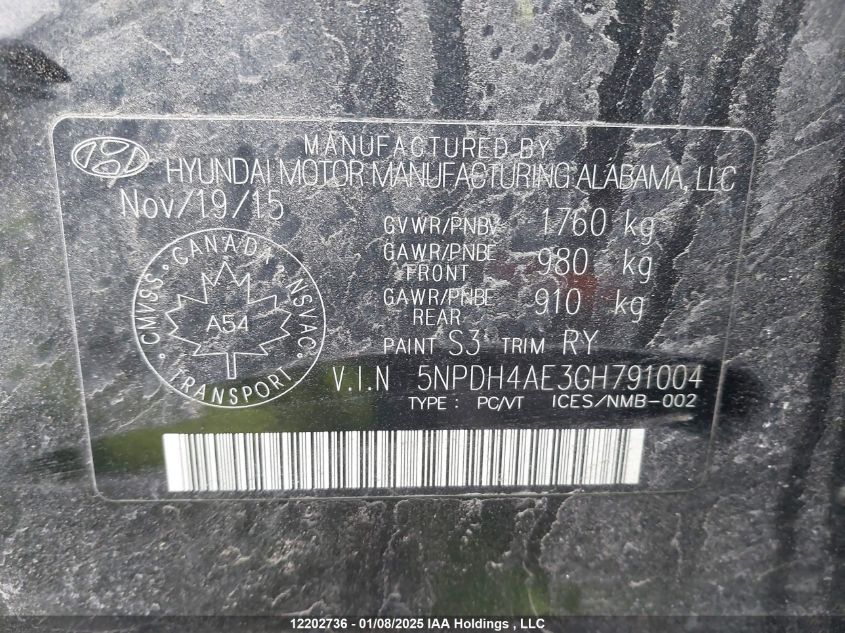 MANUFACTURED BY
HYUNDAI MOTOR MANUFACTURING ALABAMA, LLC
Nov/19/15
GVWR/PNBV 1760 kg
GAWR/PNBE FRONT 980 kg
GAWR/PNBE REAR 910 kg
PAINT S3 TRIM RY
V.I.N 5NPDH4AE3GH791004
TYPE : PC/VT ICES/NMB-002
CANADA
CMVSS NSVAC
A54
TRANSPORT
12202736 - 01/08/2025 IAA Holdings , LLC